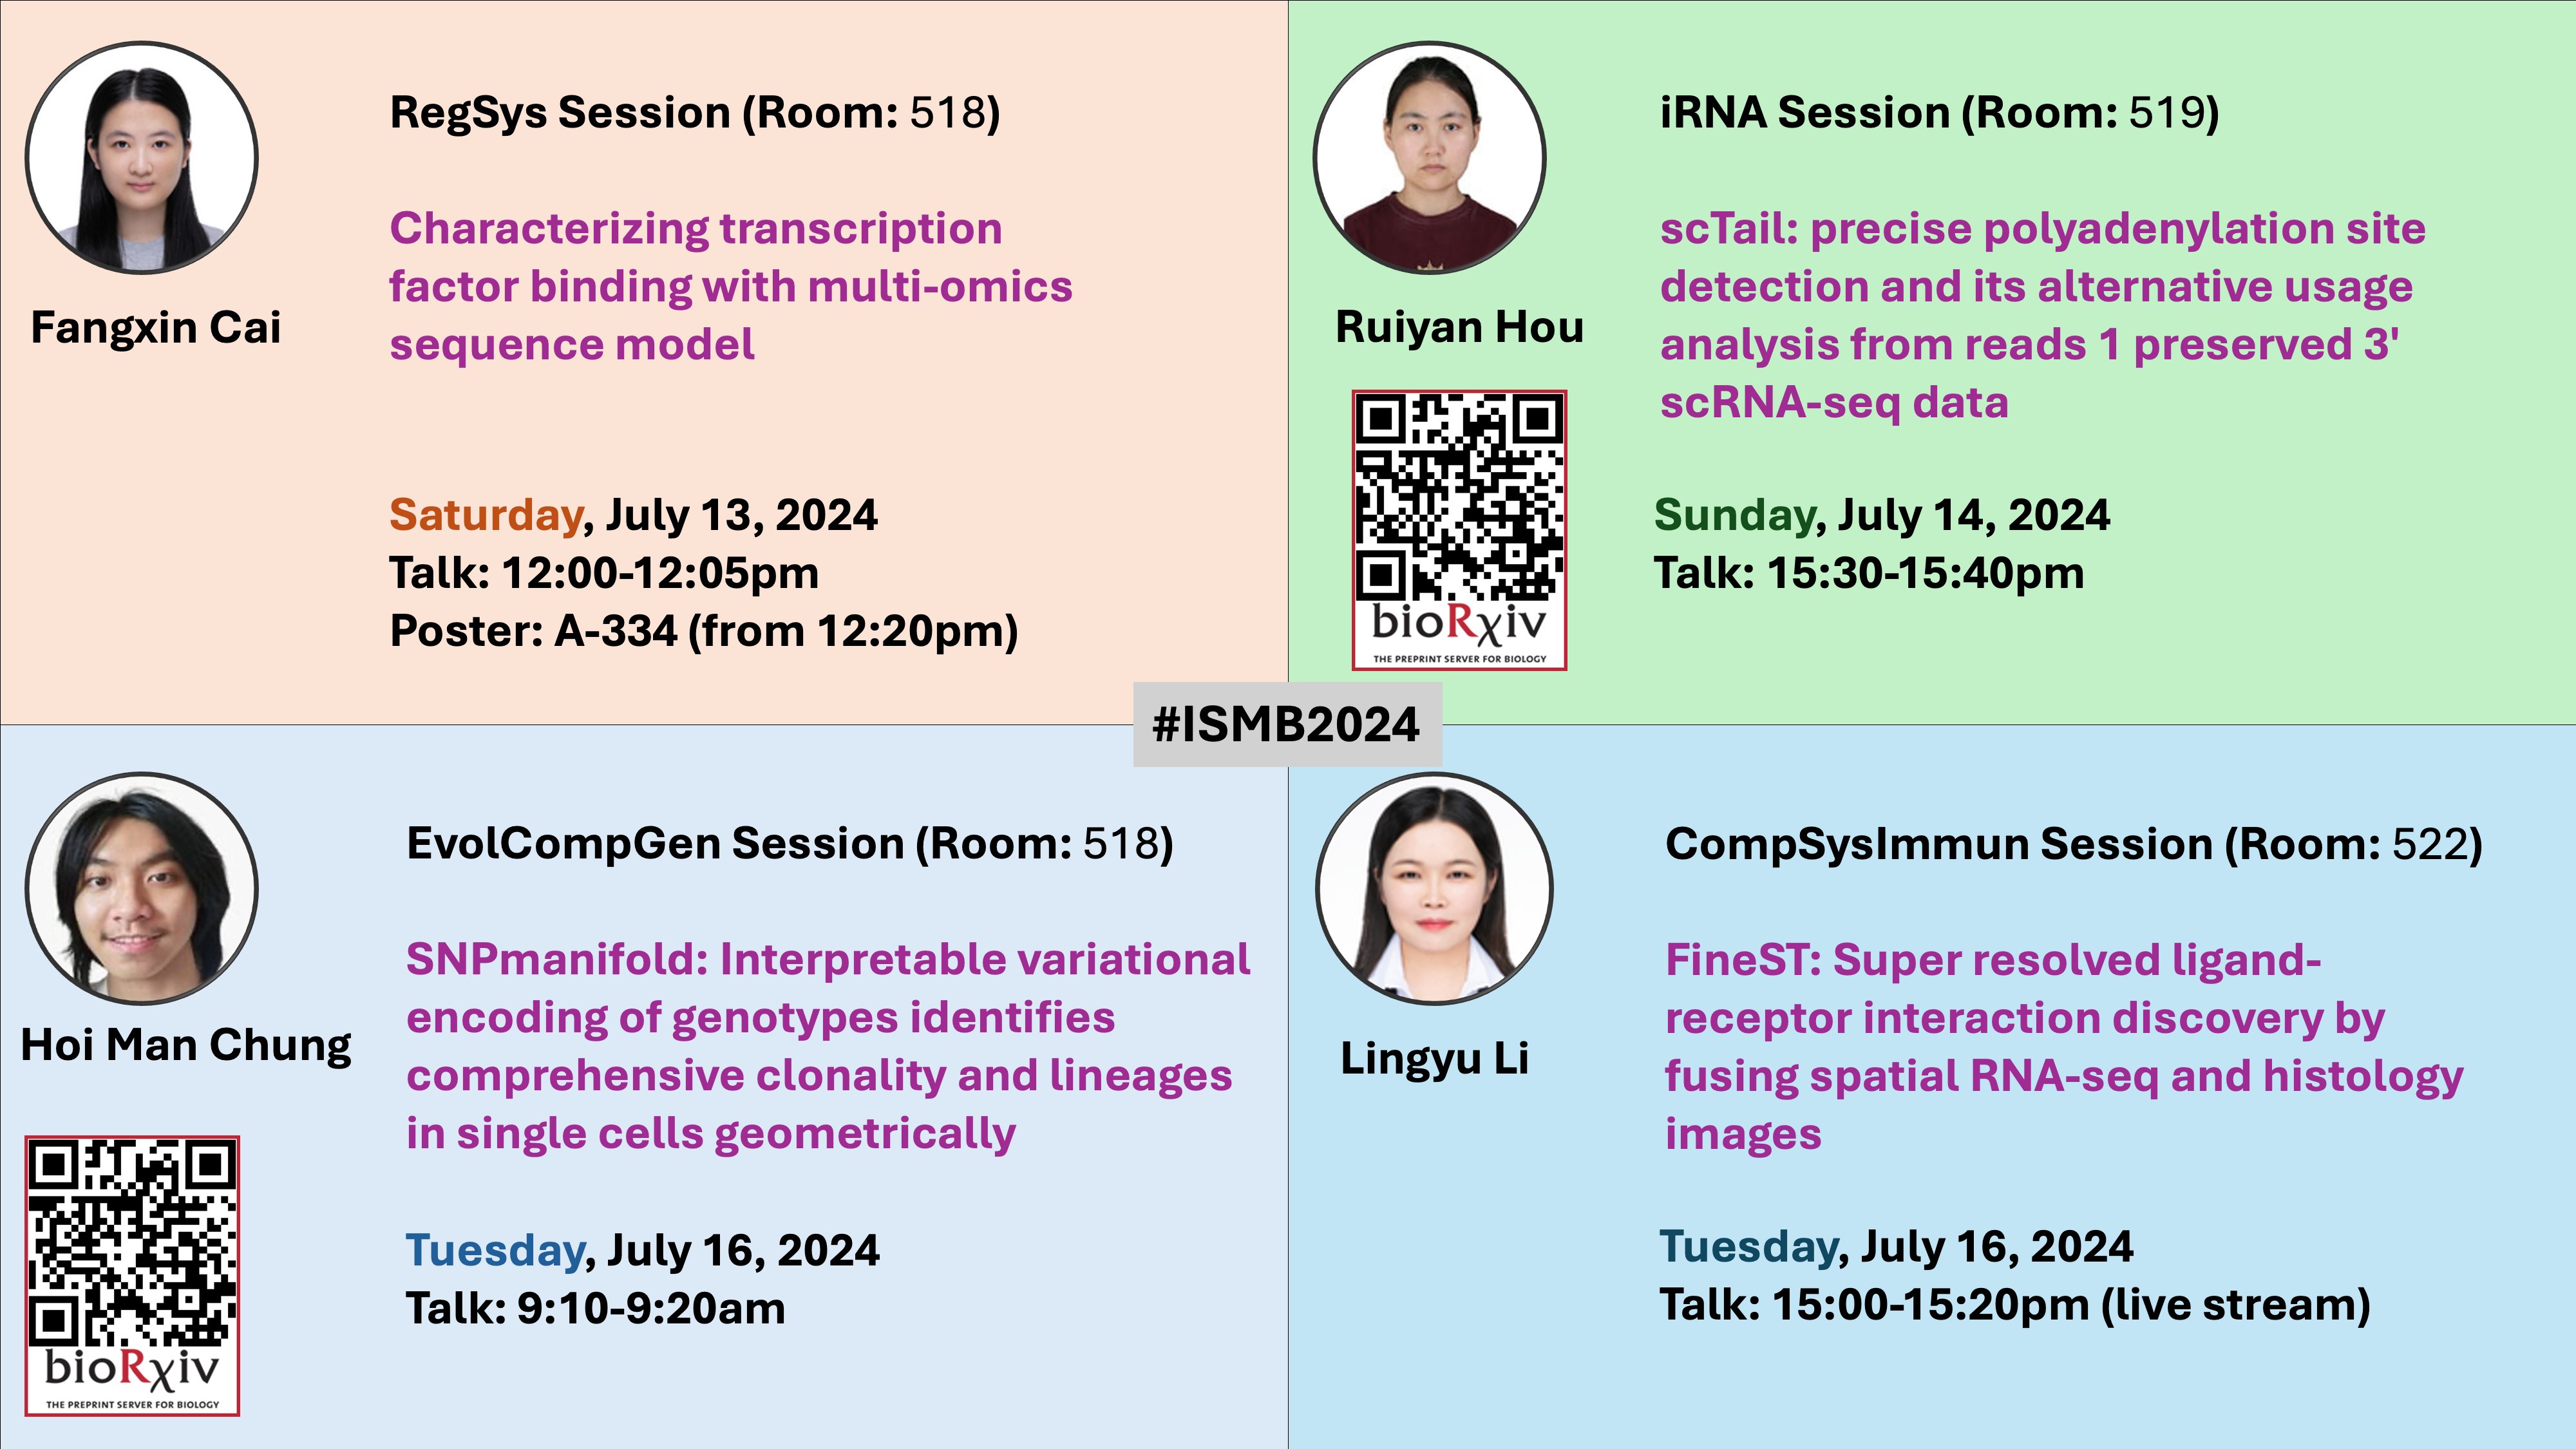 RegSys Session (Room: 518)
Characterizing transcription
factor binding with multi-omics
sequence model
Fangxin Cai
Saturday, July 13, 2024
Talk: 12:00-12:05pm
Poster: A-334 (from 12:20pm)
iRNA Session (Room: 519)
scTail: precise polyadenylation site
detection and its alternative usage
analysis from reads 1 preserved 3'
scRNA-seq data
Ruiyan Hou
Sunday, July 14, 2024
Talk: 15:30-15:40pm
bioRχiv
THE PREPRINT SERVER FOR BIOLOGY
#ISMB2024
EvolCompGen Session (Room: 518)
SNPmanifold: Interpretable variational
encoding of genotypes identifies
comprehensive clonality and lineages
in single cells geometrically
Hoi Man Chung
Tuesday, July 16, 2024
Talk: 9:10-9:20am
bioRχiv
THE PREPRINT SERVER FOR BIOLOGY
CompSysImmun Session (Room: 522)
FineST: Super resolved ligand-
receptor interaction discovery by
fusing spatial RNA-seq and histology
images
Lingyu Li
Tuesday, July 16, 2024
Talk: 15:00-15:20pm (live stream)